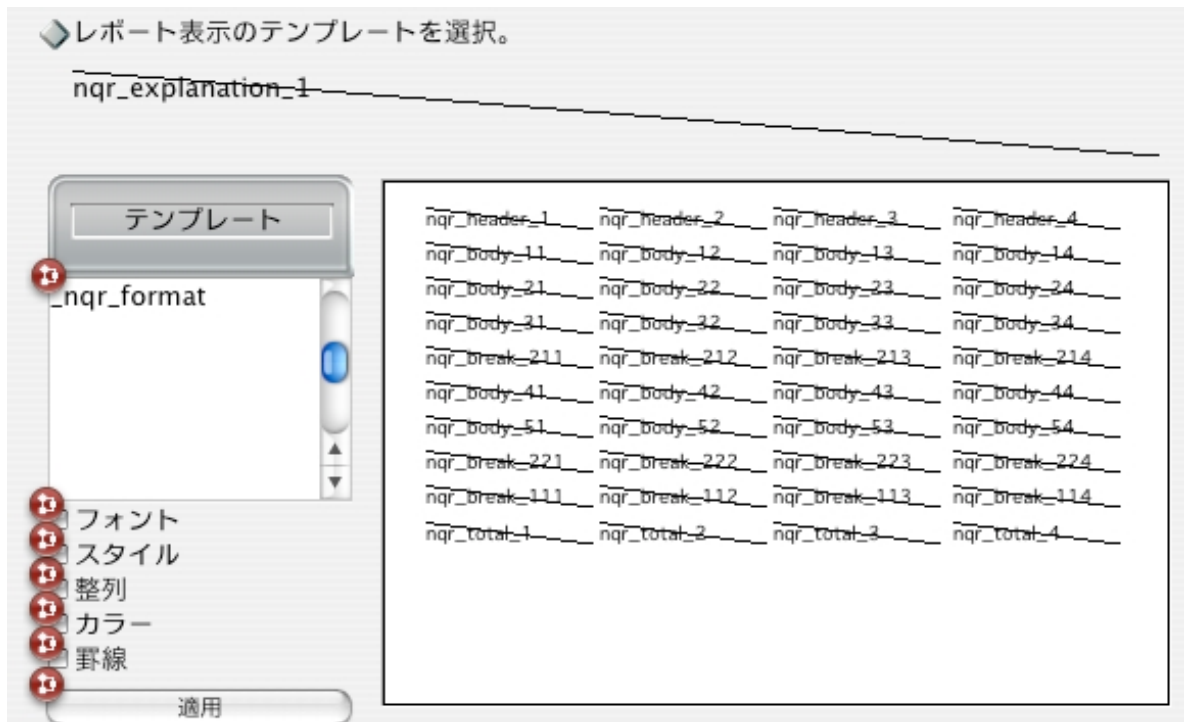 レポート表示のテンプレートを選択。
nqr_explanation_1
テンプレート
_nqr_format
フォント
スタイル
整列
カラー
罫線
適用
nqr_header_1 nqr_header_2 nqr_header_3 nqr_header_4
nqr_body_11 nqr_body_12 nqr_body_13 nqr_body_14
nqr_body_21 nqr_body_22 nqr_body_23 nqr_body_24
nqr_body_31 nqr_body_32 nqr_body_33 nqr_body_34
nqr_break_211 nqr_break_212 nqr_break_213 nqr_break_214
nqr_body_41 nqr_body_42 nqr_body_43 nqr_body_44
nqr_body_51 nqr_body_52 nqr_body_53 nqr_body_54
nqr_break_221 nqr_break_222 nqr_break_223 nqr_break_224
nqr_break_111 nqr_break_112 nqr_break_113 nqr_break_114
nqr_total_1 nqr_total_2 nqr_total_3 nqr_total_4